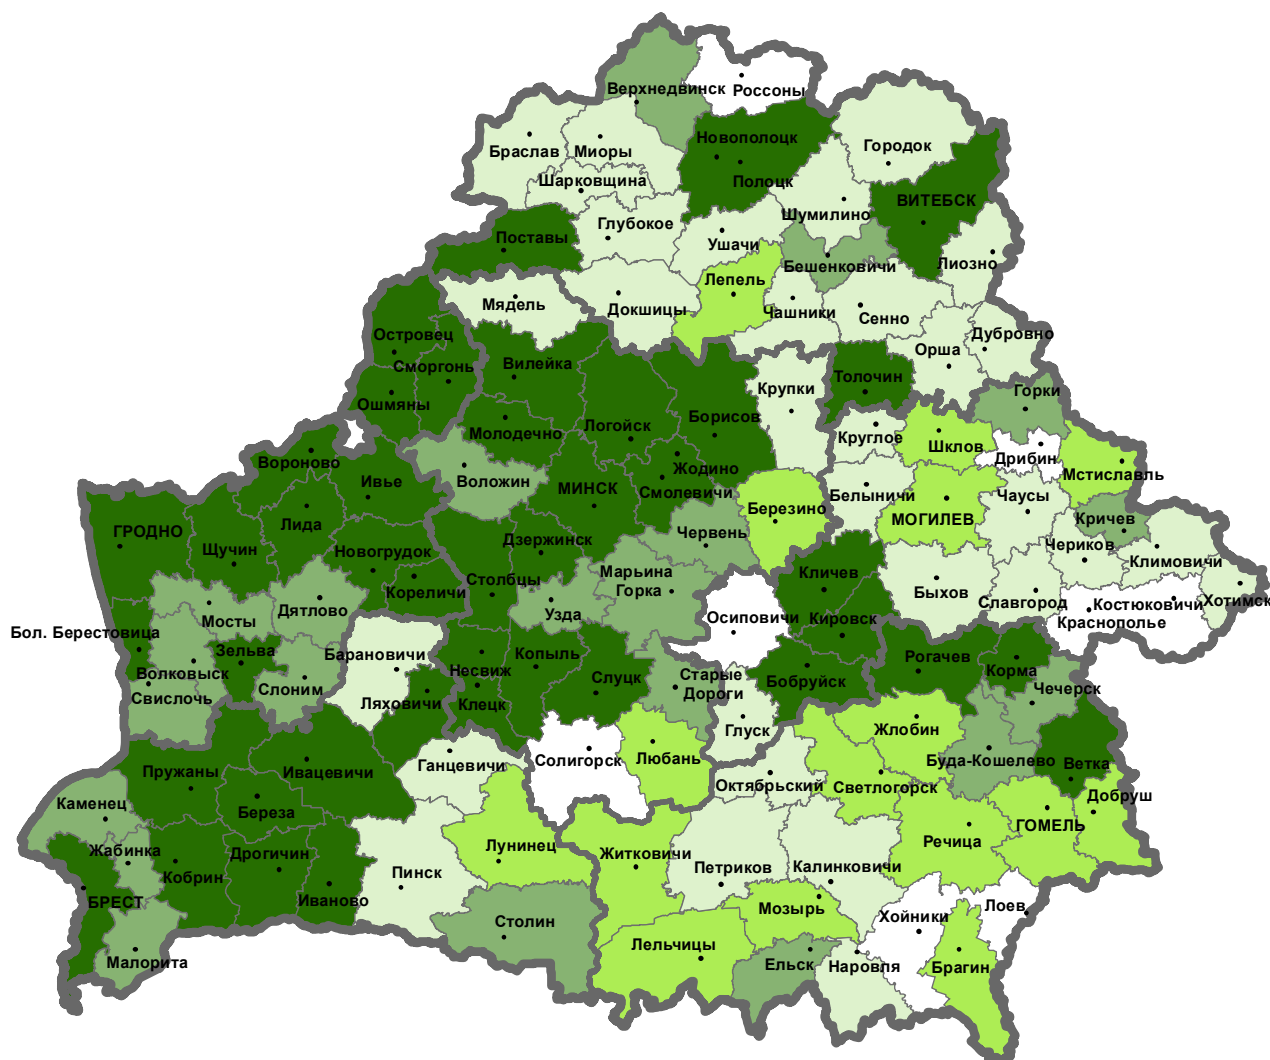 Верхнедвинск
Россоны
Новополоцк
Полоцк
Городок
Браслав
Миоры
Шарковщина
ВИТЕБСК
Шумилино
Поставы
Глубокое
Ушачи
Бешенковичи
Лиозно
Лепель
Мядель
Докшицы
Чашники
Сенно
Дубровно
Орша
Островец
Сморгонь
Ошмяны
Вилейка
Крупки
Толочин
Горки
Молодечно
Логойск
Борисов
Круглое
Шклов
Дрибин
Мстиславль
Вороново
Жодино
Смолевичи
Ивье
Воложин
МИНСК
Белыничи
Чаусы
Березино
МОГИЛЕВ
Кричев
ГРОДНО
Лида
Щучин
Новогрудок
Дзержинск
Червень
Чериков
Климовичи
Столбцы
Марьина
Горка
Кличев
Кореличи
Быхов
Славгород
Костюковичи
Хотимск
Дятлово
Мосты
Узда
Осиповичи
Кировск
Краснополье
Бол. Берестовица
Зельва
Барановичи
Копыль
Рогачев
Корма
Волковыск
Несвиж
Слуцк
Старые
Дороги
Бобруйск
Чечерск
Свислочь
Слоним
Ляховичи
Клецк
Глуск
Жлобин
Пружаны
Ивацевичи
Ганцевичи
Солигорск
Любань
Буда-Кошелево
Ветка
Октябрьский
Светлогорск
Добруш
Каменец
Береза
ГОМЕЛЬ
Жабинка
Дрогичин
Лунинец
Житковичи
Речица
Кобрин
Пинск
Петриков
Калинковичи
БРЕСТ
Иваново
Мозырь
Хойники
Лоев
Столин
Лельчицы
Малорита
Ельск
Наровля
Брагин